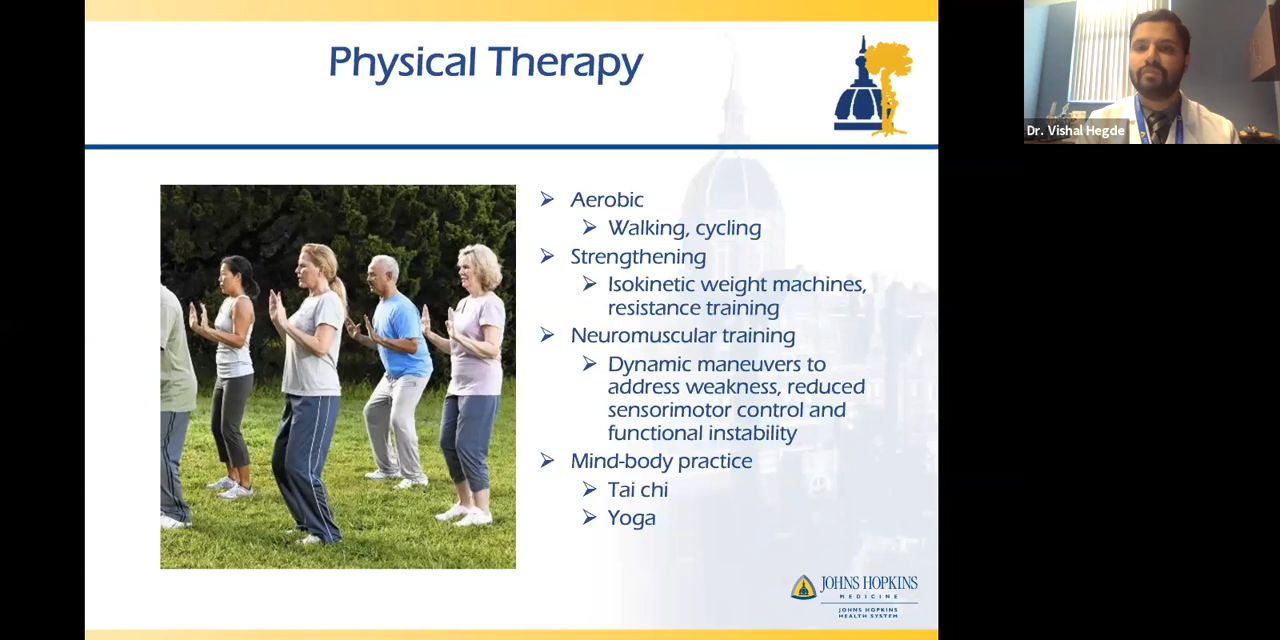 Physical Therapy
Dr. Vishal Hegde
Aerobic
Walking, cycling
Strengthening
Isokinetic weight machines,
resistance training
Neuromuscular training
Dynamic maneuvers to
address weakness, reduced
sensorimotor control and
functional instability
Mind-body practice
Tai chi
Yoga
JOHNS HOPKINS
MEDICINE
JOHNS HOPKINS
HEALTH SYSTEM